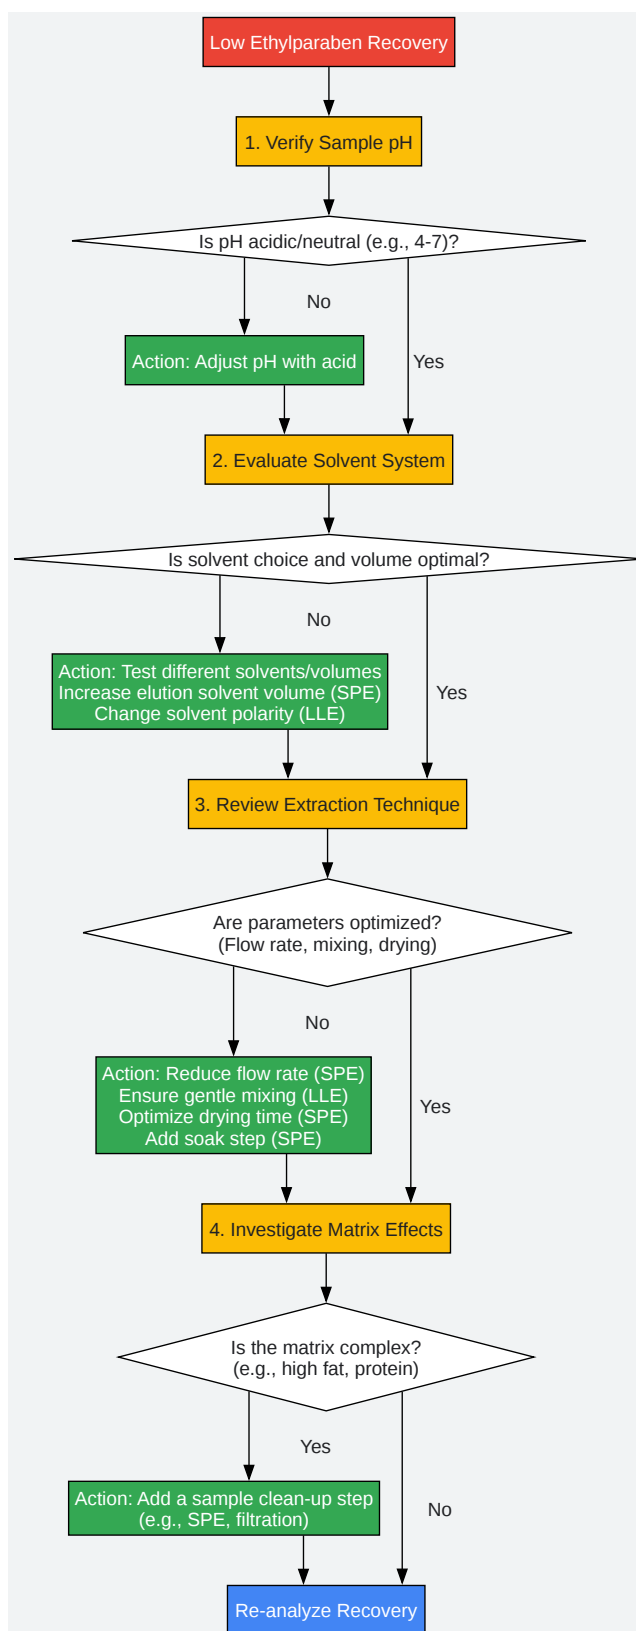 Low Ethylparaben Recovery
1. Verify Sample pH
Is pH acidic/neutral (e.g., 4-7)?
No
Action: Adjust pH with acid
Yes
2. Evaluate Solvent System
Is solvent choice and volume optimal?
No
Action: Test different solvents/volumes
Increase elution solvent volume (SPE)
Change solvent polarity (LLE)
Yes
3. Review Extraction Technique
Are parameters optimized?
(Flow rate, mixing, drying)
No
Action: Reduce flow rate (SPE)
Ensure gentle mixing (LLE)
Optimize drying time (SPE)
Add soak step (SPE)
Yes
4. Investigate Matrix Effects
Is the matrix complex?
(e.g., high fat, protein)
Yes
Action: Add a sample clean-up step
(e.g., SPE, filtration)
No
Re-analyze Recovery